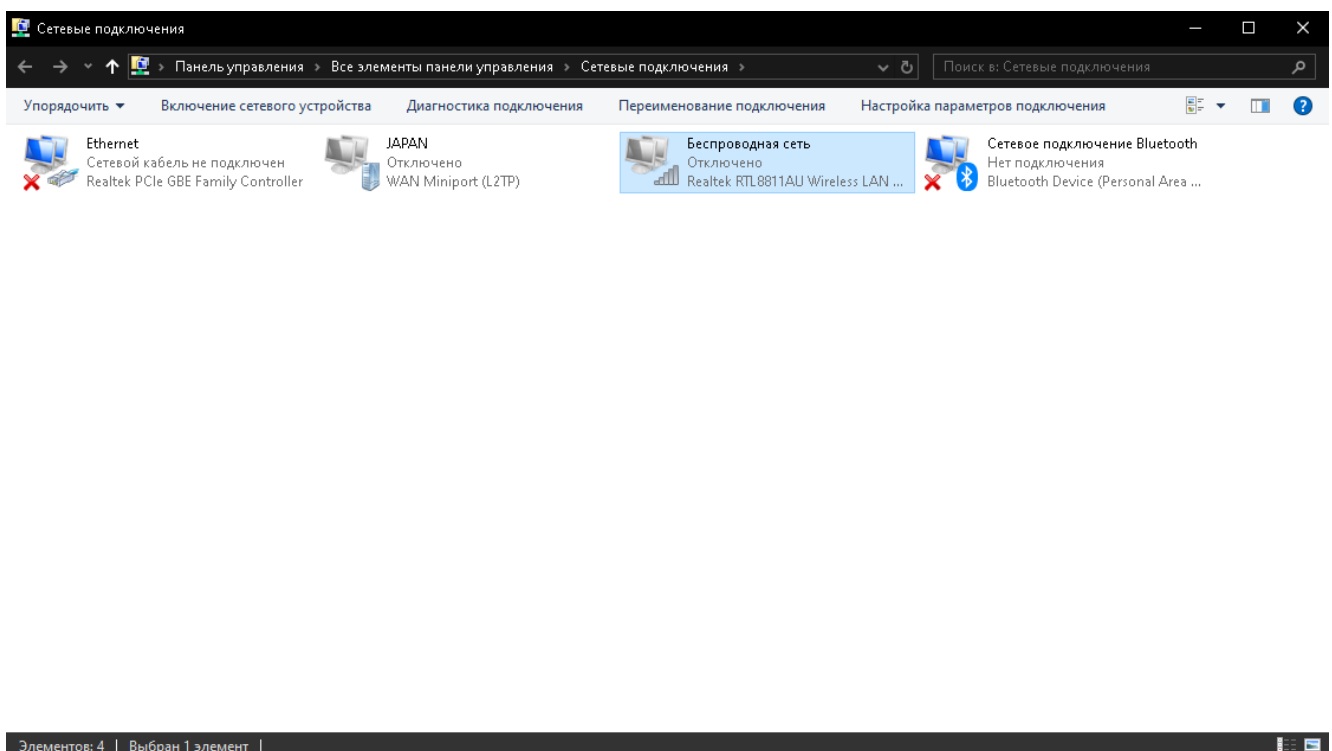 Сетевые подключения
Панель управления > Все элементы панели управления > Сетевые подключения >
Поиск в: Сетевые подключения
Упорядочить Включение сетевого устройства Диагностика подключения Переименование подключения Настройка параметров подключения
Ethernet
Сетевой кабель не подключен
Realtek PCIe GBE Family Controller
JAPAN
Отключено
WAN Miniport (L2TP)
Беспроводная сеть
Отключено
Realtek RTL8811AU Wireless LAN ...
Сетевое подключение Bluetooth
Нет подключения
Bluetooth Device (Personal Area ...
Элементов: 4 | Выбран 1 элемент |